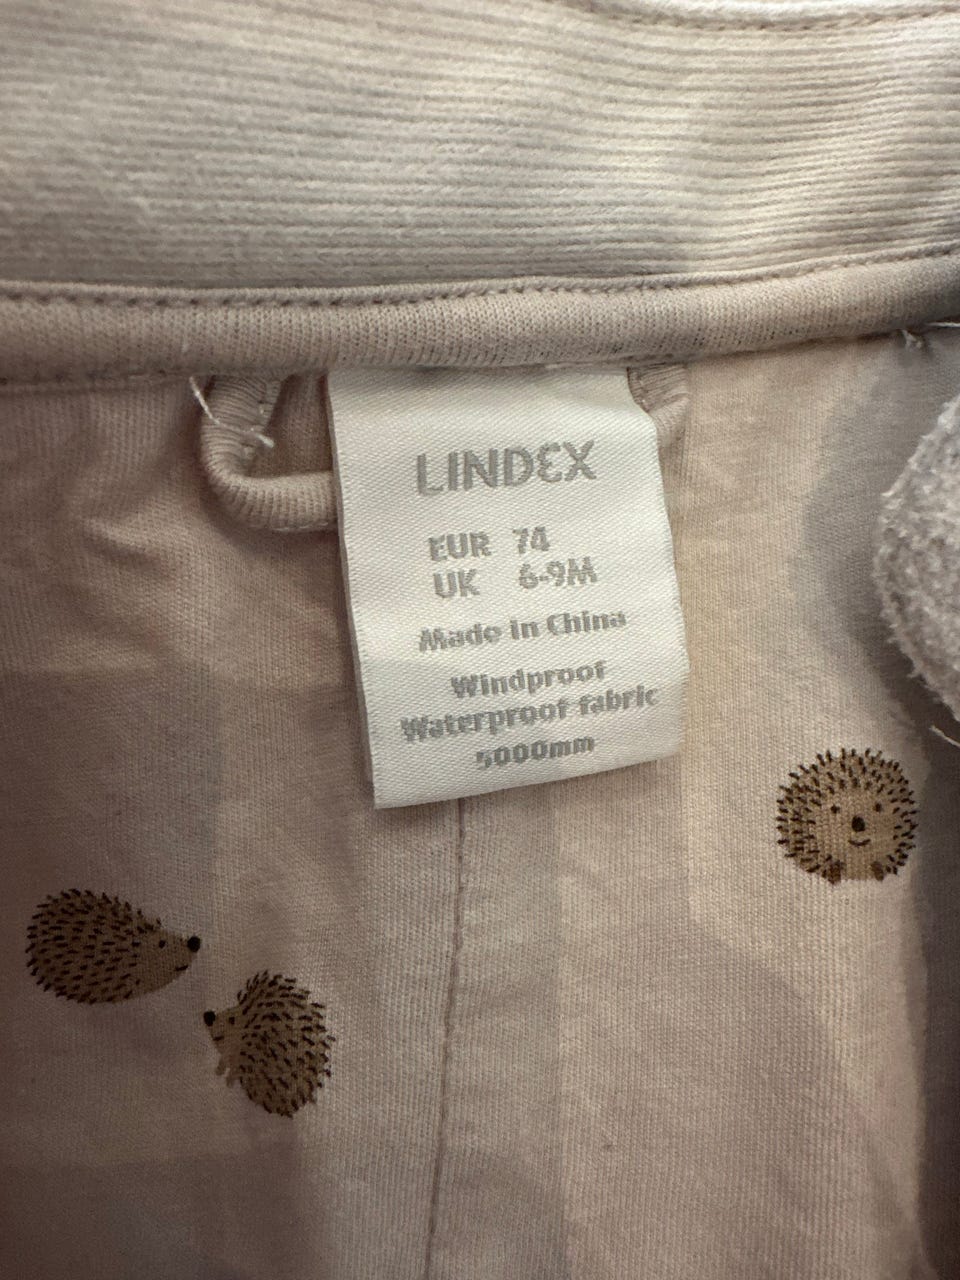 LINDEX
EUR 74
UK 6-9M
Made in China
Windproof
Waterproof fabric
5000mm